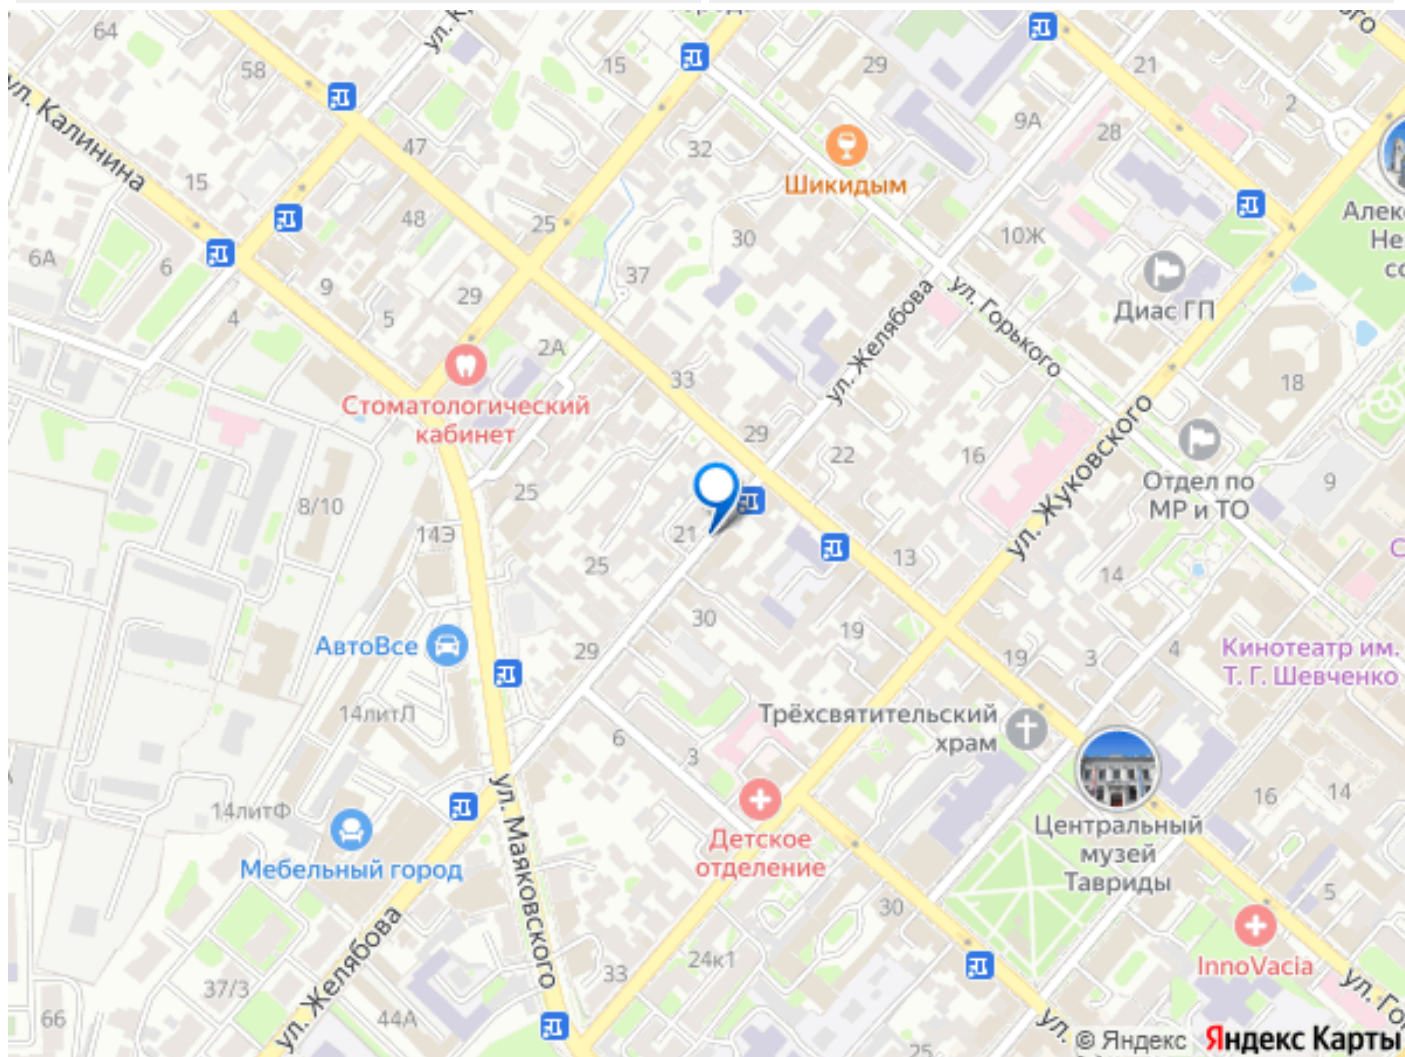 64
58
15
29
21
2
9А
28
47
32
Шикидым
ул. Калинина
15
48
25
30
10Ж
6А
6
9
29
37
Диас ГП
ул. Желябова
ул. Горького
4
5
2А
33
18
Стоматологический
кабинет
29
22
16
ул. Жуковского
Отдел по
МР и ТО
9
8/10
25
14Э
21
25
13
14
30
19
АвтоВсе
29
19
3
4
Кинотеатр им.
Т. Г. Шевченко
14литЛ
6
3
Трёхсвятительский
храм
14литФ
ул. Маяковского
16
14
Мебельный город
Детское
отделение
Центральный
музей
Тавриды
30
5
ул. Желябова
24к1
33
InnoVacia
37/3
44А
66
25
ул.
© Яндекс
Яндекс Карты